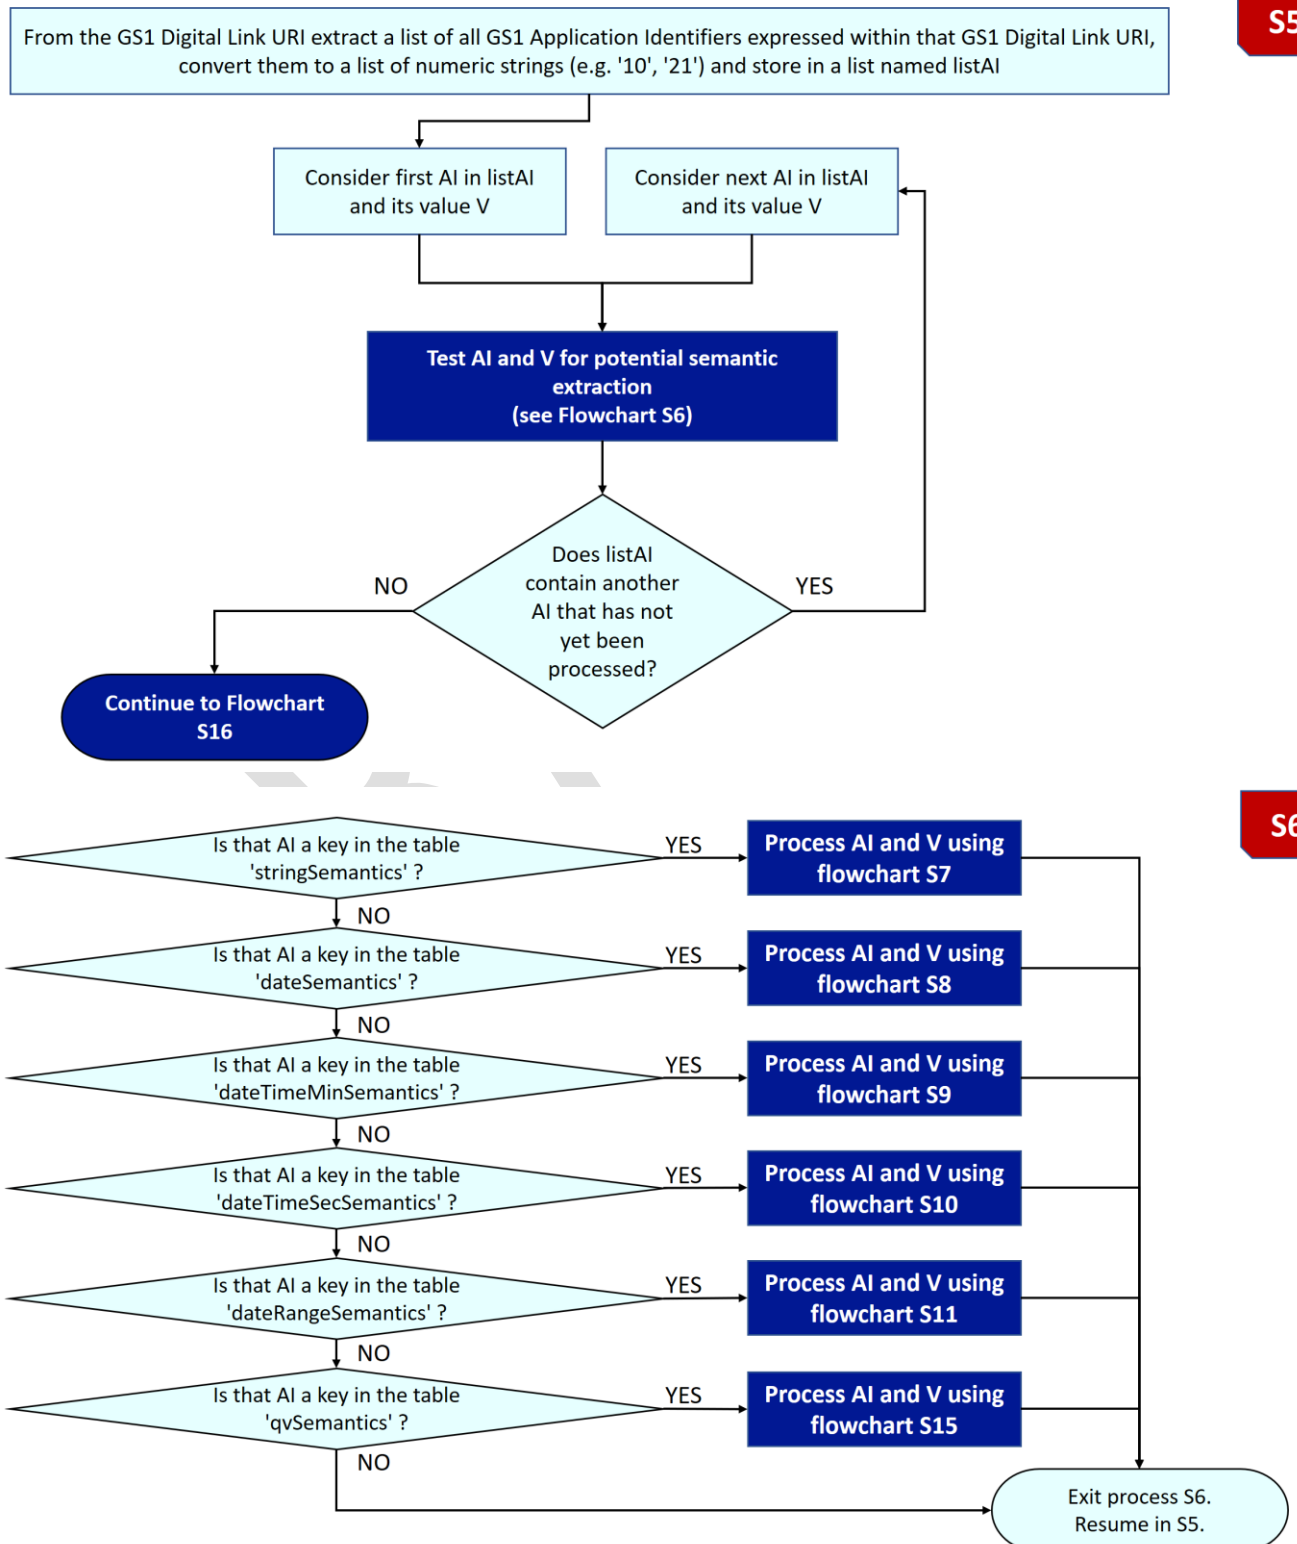 S5
From the GS1 Digital Link URI extract a list of all GS1 Application Identifiers expressed within that GS1 Digital Link URI,
convert them to a list of numeric strings (e.g. '10', '21') and store in a list named listAI
Consider first AI in listAI
and its value V
Consider next AI in listAI
and its value V
Test AI and V for potential semantic
extraction
(see Flowchart S6)
Does listAI
contain another
AI that has not
yet been
processed?
NO
YES
Continue to Flowchart
S16
S6
Is that AI a key in the table
'stringSemantics' ?
YES
Process AI and V using
flowchart S7
NO
Is that AI a key in the table
'dateSemantics' ?
YES
Process AI and V using
flowchart S8
NO
Is that AI a key in the table
'dateTimeMinSemantics' ?
YES
Process AI and V using
flowchart S9
NO
Is that AI a key in the table
'dateTimeSecSemantics' ?
YES
Process AI and V using
flowchart S10
NO
Is that AI a key in the table
'dateRangeSemantics' ?
YES
Process AI and V using
flowchart S11
NO
Is that AI a key in the table
'qvSemantics' ?
YES
Process AI and V using
flowchart S15
NO
Exit process S6.
Resume in S5.